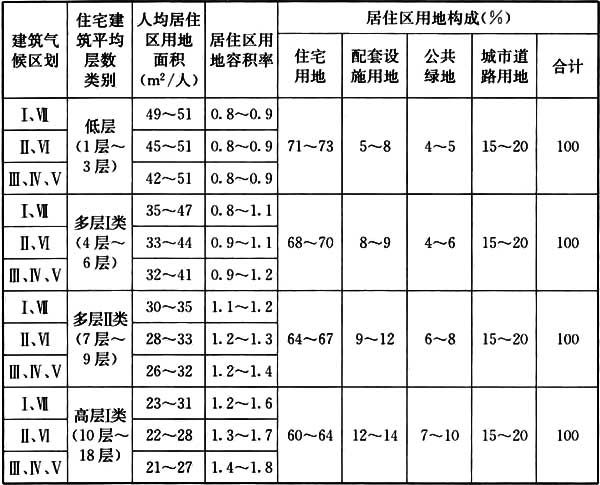 建筑气候区划 住宅建筑平均层数类别 人均居住区用地面积(m²/人) 居住区用地容积率 居住区用地构成(%)
住宅用地 配套设施用地 公共绿地 城市道路用地 合计
Ⅰ、Ⅶ 低层(1层～3层) 49～51 0.8～0.9 71～73 5～8 4～5 15～20 100
Ⅱ、Ⅵ 45～51 0.8～0.9
Ⅲ、Ⅳ、Ⅴ 42～51 0.8～0.9
Ⅰ、Ⅶ 多层Ⅰ类(4层～6层) 35～47 0.8～1.1 68～70 8～9 4～6 15～20 100
Ⅱ、Ⅵ 33～44 0.9～1.1
Ⅲ、Ⅳ、Ⅴ 32～41 0.9～1.2
Ⅰ、Ⅶ 多层Ⅱ类(7层～9层) 30～35 1.1～1.2 64～67 9～12 6～8 15～20 100
Ⅱ、Ⅵ 28～33 1.2～1.3
Ⅲ、Ⅳ、Ⅴ 26～32 1.2～1.4
Ⅰ、Ⅶ 高层Ⅰ类(10层～18层) 23～31 1.2～1.6 60～64 12～14 7～10 15～20 100
Ⅱ、Ⅵ 22～28 1.3～1.7
Ⅲ、Ⅳ、Ⅴ 21～27 1.4～1.8